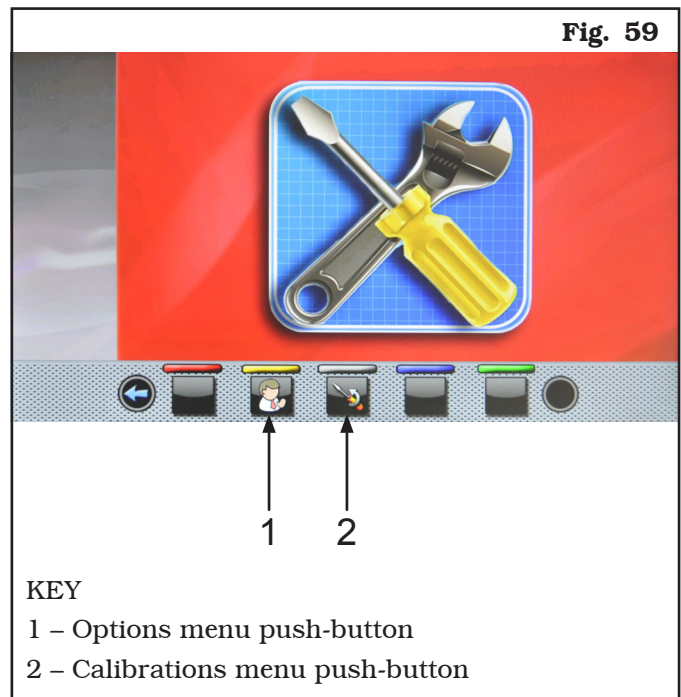 Fig. 59
1 2
KEY
1 – Options menu push-button
2 – Calibrations menu push-button